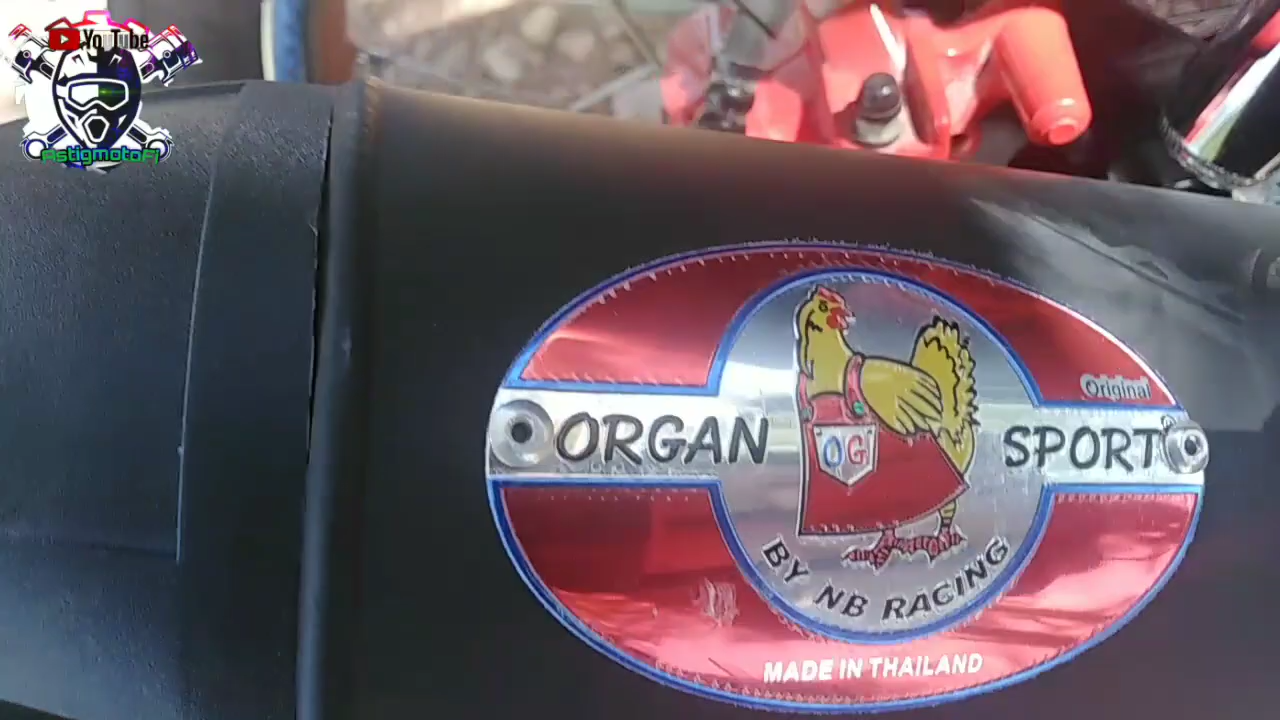 YouTube
AstigmotoFi
Original
ORGAN SPORT
OG
BY NB RACING
MADE IN THAILAND